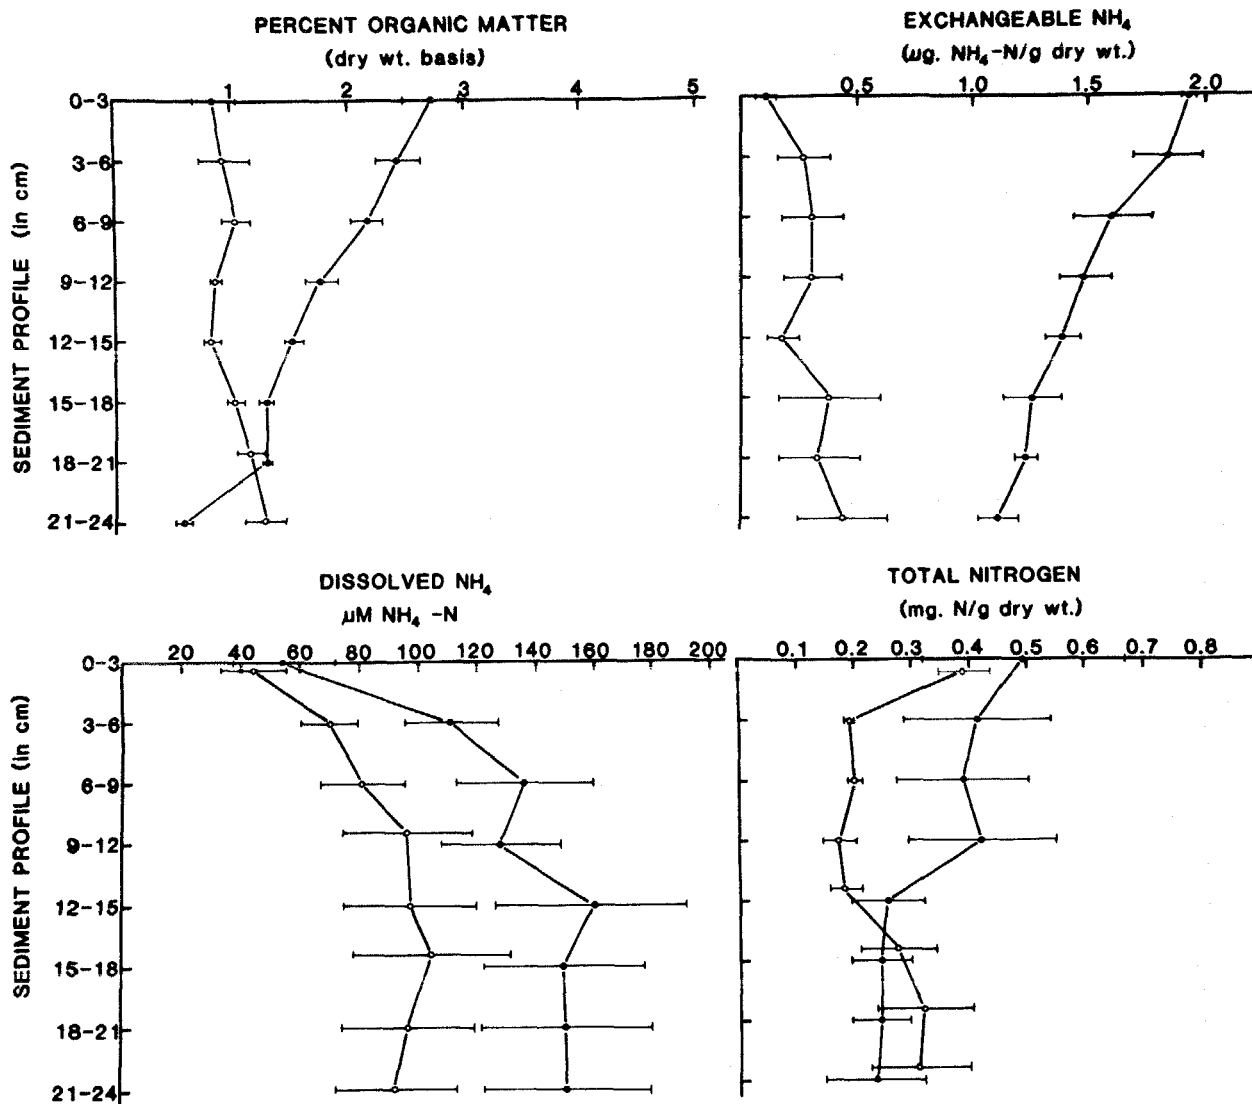 PERCENT ORGANIC MATTER
(dry wt. basis)
1 2 3 4 5
SEDIMENT PROFILE (in cm)
0-3
3-6
6-9
9-12
12-15
15-18
18-21
21-24
EXCHANGEABLE NH₄
(µg. NH₄-N/g dry wt.)
0.5 1.0 1.5 2.0
DISSOLVED NH₄
µM NH₄ -N
20 40 60 80 100 120 140 160 180 200
SEDIMENT PROFILE (in cm)
0-3
3-6
6-9
9-12
12-15
15-18
18-21
21-24
TOTAL NITROGEN
(mg. N/g dry wt.)
0.1 0.2 0.3 0.4 0.5 0.6 0.7 0.8